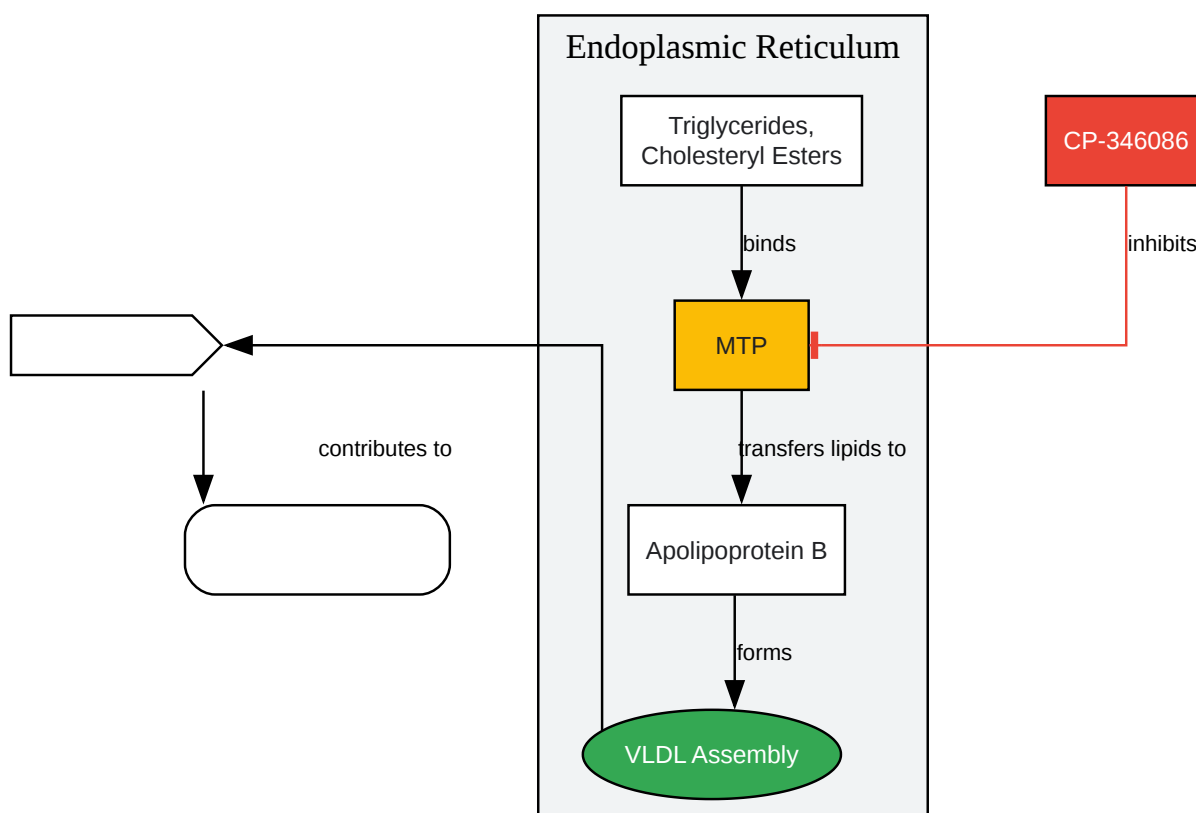 Endoplasmic Reticulum
Triglycerides,
Cholesteryl Esters
CP-346086
binds
inhibits
MTP
contributes to
transfers lipids to
Apolipoprotein B
forms
VLDL Assembly